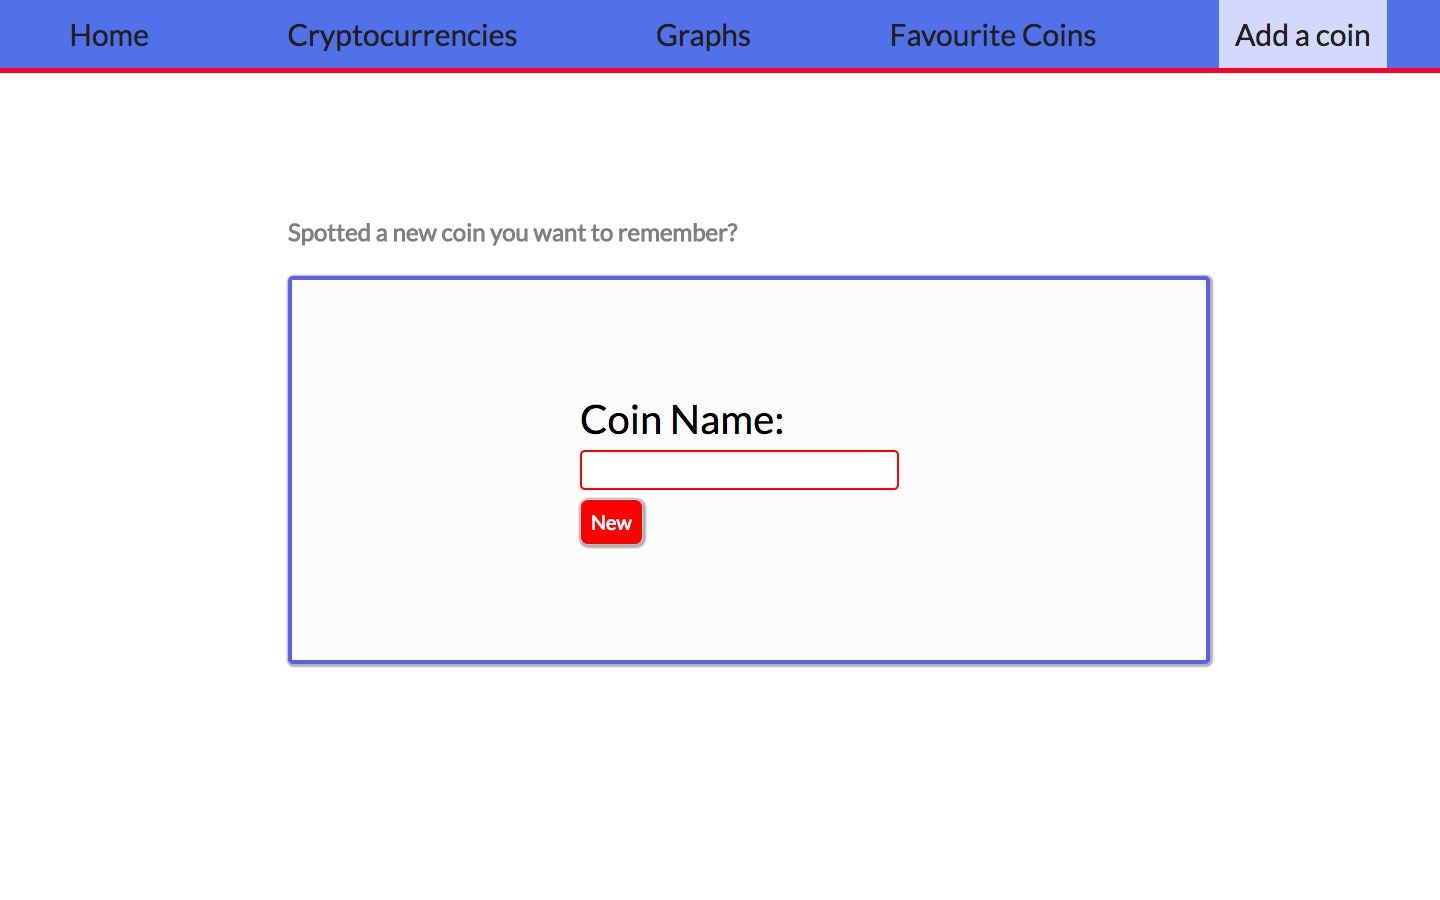 Home Cryptocurrencies Graphs Favourite Coins Add a coin
Spotted a new coin you want to remember?
Coin Name:
New